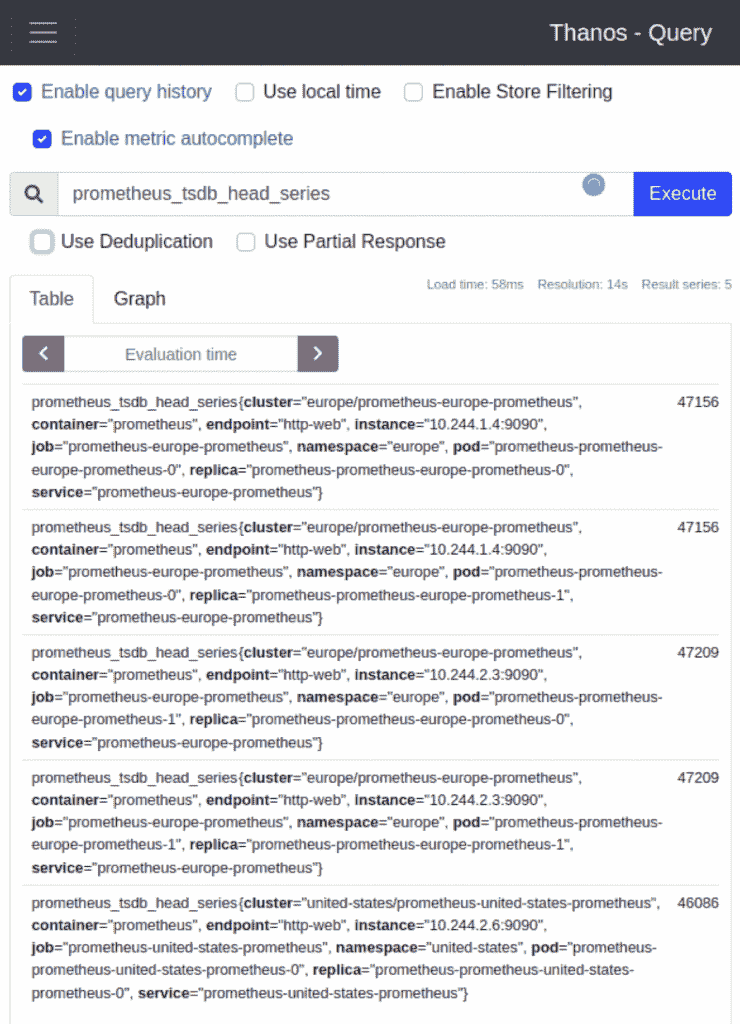 Thanos - Query
Enable query history Use local time Enable Store Filtering
Enable metric autocomplete
prometheus_tsdb_head_series Execute
Use Deduplication Use Partial Response
Load time: 58ms Resolution: 14s Result series: 5
Table Graph
Evaluation time
prometheus_tsdb_head_series{cluster="europe/prometheus-europe-prometheus", 47156
container="prometheus", endpoint="http-web", instance="10.244.1.4:9090",
job="prometheus-europe-prometheus", namespace="europe", pod="prometheus-prometheus-
europe-prometheus-0", replica="prometheus-prometheus-europe-prometheus-0",
service="prometheus-europe-prometheus"}
prometheus_tsdb_head_series{cluster="europe/prometheus-europe-prometheus", 47156
container="prometheus", endpoint="http-web", instance="10.244.1.4:9090",
job="prometheus-europe-prometheus", namespace="europe", pod="prometheus-prometheus-
europe-prometheus-0", replica="prometheus-prometheus-europe-prometheus-1",
service="prometheus-europe-prometheus"}
prometheus_tsdb_head_series{cluster="europe/prometheus-europe-prometheus", 47209
container="prometheus", endpoint="http-web", instance="10.244.2.3:9090",
job="prometheus-europe-prometheus", namespace="europe", pod="prometheus-prometheus-
europe-prometheus-1", replica="prometheus-prometheus-europe-prometheus-0",
service="prometheus-europe-prometheus"}
prometheus_tsdb_head_series{cluster="europe/prometheus-europe-prometheus", 47209
container="prometheus", endpoint="http-web", instance="10.244.2.3:9090",
job="prometheus-europe-prometheus", namespace="europe", pod="prometheus-prometheus-
europe-prometheus-1", replica="prometheus-prometheus-europe-prometheus-1",
service="prometheus-europe-prometheus"}
prometheus_tsdb_head_series{cluster="united-states/prometheus-united-states-prometheus", 46086
container="prometheus", endpoint="http-web", instance="10.244.2.6:9090",
job="prometheus-united-states-prometheus", namespace="united-states", pod="prometheus-
prometheus-united-states-prometheus-0", replica="prometheus-prometheus-united-states-
prometheus-0", service="prometheus-united-states-prometheus"}